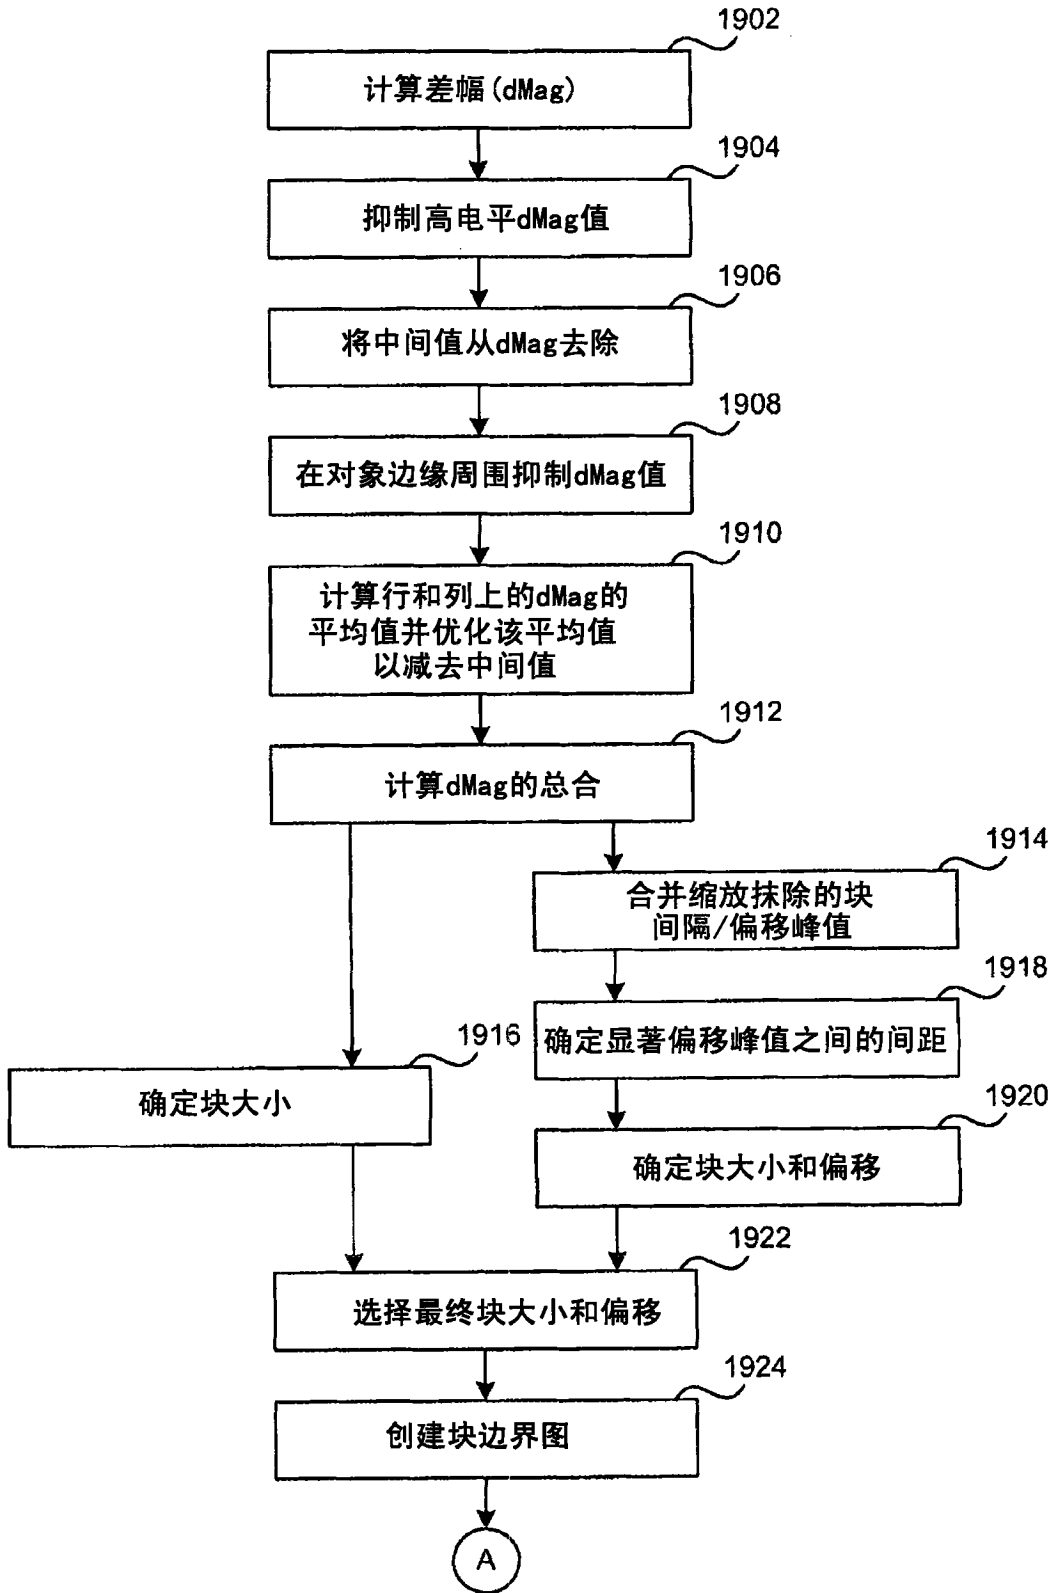 1902
计算差幅(dMag)
1904
抑制高电平dMag值
1906
将中间值从dMag去除
1908
在对象边缘周围抑制dMag值
1910
计算行和列上的dMag的
平均值并优化该平均值
以减去中间值
1912
计算dMag的总合
1914
合并缩放抹除的块
间隔/偏移峰值
1918
确定显著偏移峰值之间的间距
1916
确定块大小
1920
确定块大小和偏移
1922
选择最终块大小和偏移
1924
创建块边界图
A